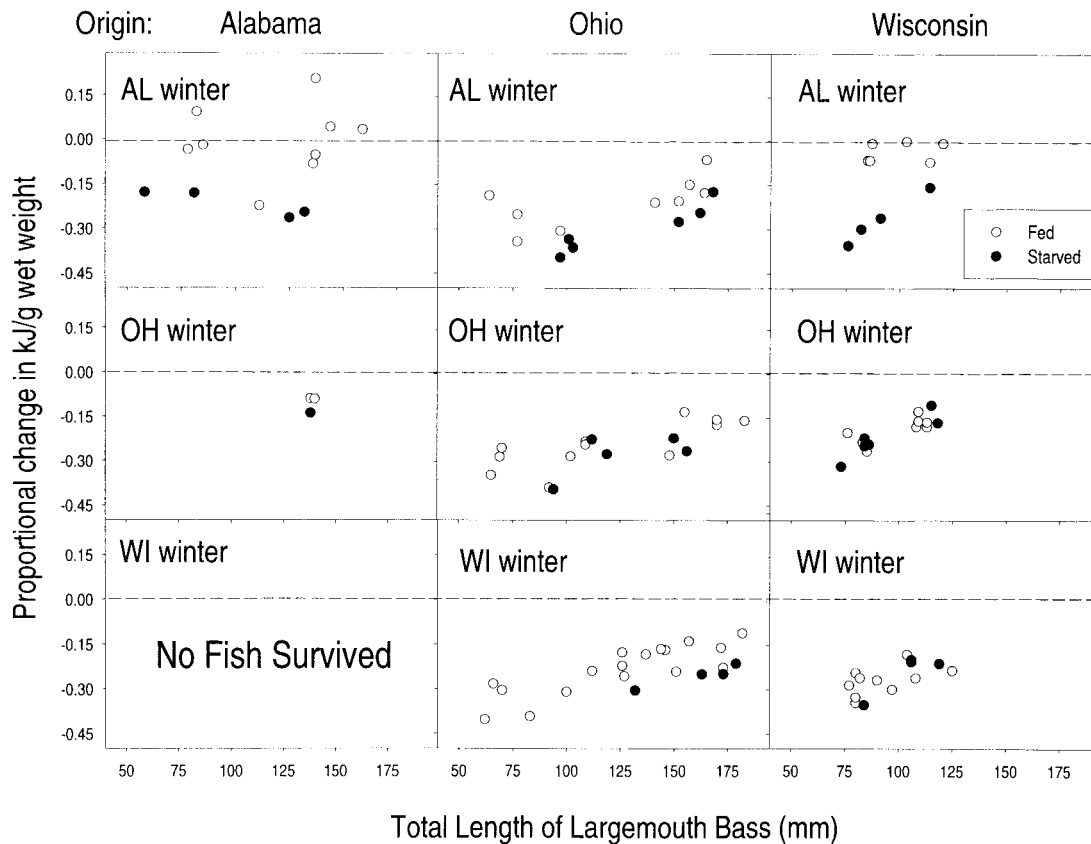 Origin: Alabama Ohio Wisconsin
Proportional change in kJ/g wet weight
AL winter AL winter AL winter
0.15
0.00
-0.15
-0.30
-0.45
Fed
Starved
OH winter OH winter OH winter
0.15
0.00
-0.15
-0.30
-0.45
WI winter WI winter WI winter
0.15
0.00
-0.15
-0.30
-0.45
No Fish Survived
50 75 100 125 150 175 50 75 100 125 150 175 50 75 100 125 150 175
Total Length of Largemouth Bass (mm)